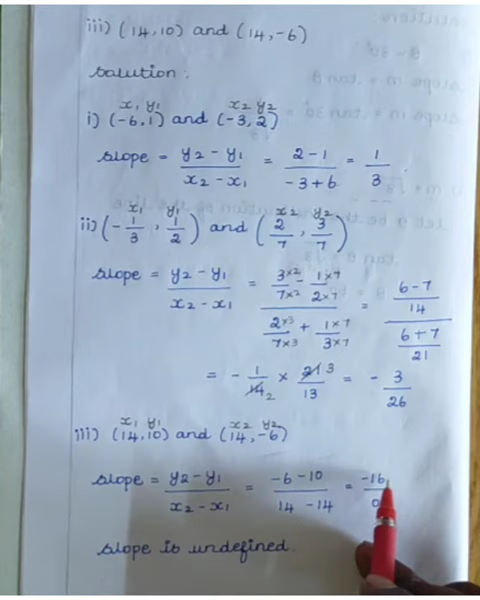 iii) (14,10) and (14,-6)
Solution :
x₁ y₁ x₂ y₂
i) (-6,1) and (-3,2)
Slope = (y₂ - y₁)/(x₂ - x₁) = (2-1)/(-3+6) = 1/3
x₁ y₁ x₂ y₂
ii) (-1/3, 1/2) and (2/7, 3/7)
Slope = (y₂ - y₁)/(x₂ - x₁) = (3×2/7×2 - 1×7/2×7)/(2×3/7×3 + 1×7/3×7) = ((6-7)/14)/((6+7)/21)
= - 1/14 2 × 21 3/13 = - 3/26
x₁ y₁ x₂ y₂
iii) (14,10) and (14,-6)
Slope = (y₂ - y₁)/(x₂ - x₁) = (-6-10)/(14-14) = -16/0
Slope is undefined.